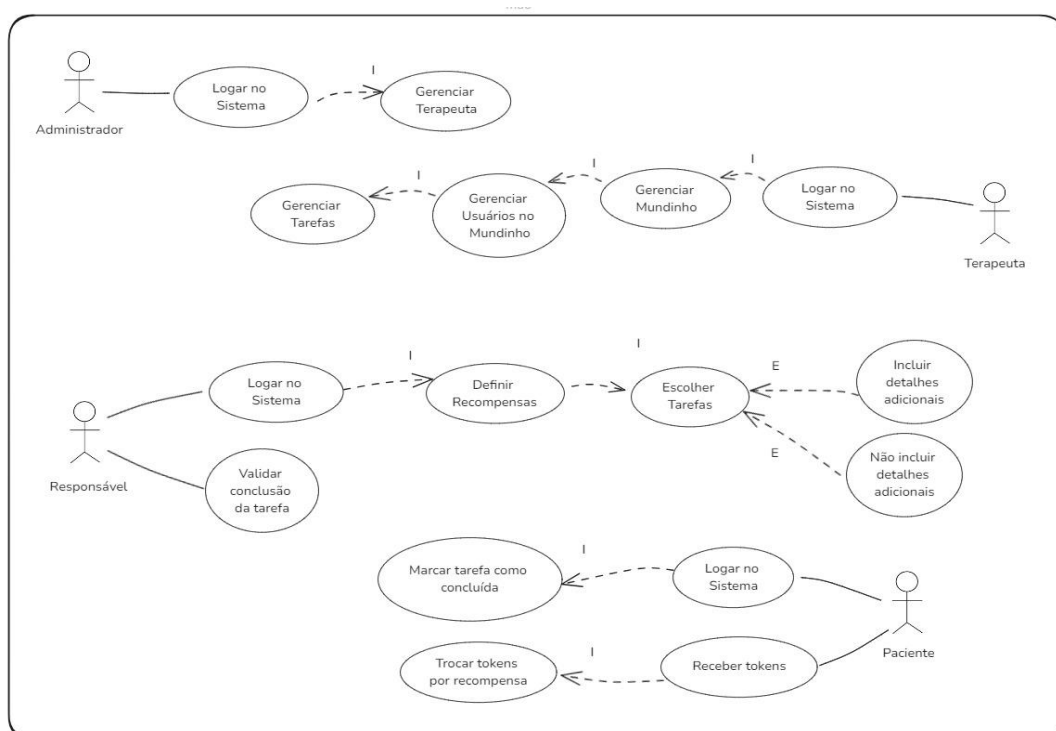 Administrador
Logar no
Sistema
I
Gerenciar
Terapeuta
Gerenciar
Tarefas
I
Gerenciar
Usuários no
Mundinho
I
Gerenciar
Mundinho
I
Logar no
Sistema
Terapeuta
Responsável
Logar no
Sistema
I
Definir
Recompensas
I
Escolher
Tarefas
E
Incluir
detalhes
adicionais
E
Não incluir
detalhes
adicionais
Validar
conclusão
da tarefa
Marcar tarefa como
concluída
I
Logar no
Sistema
Paciente
Trocar tokens
por recompensa
I
Receber tokens